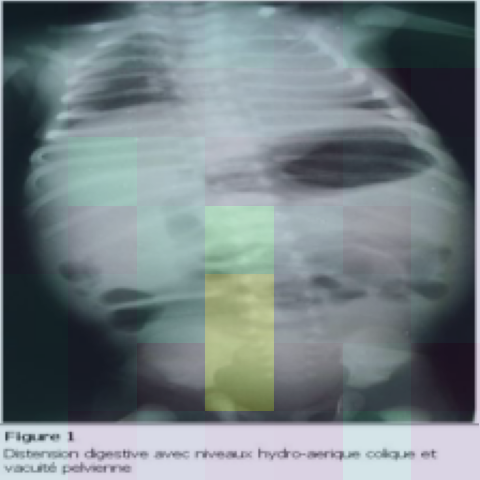 Figure 1
Distension digestive avec niveaux hydro-aerique colique et
vacuité pelvienne